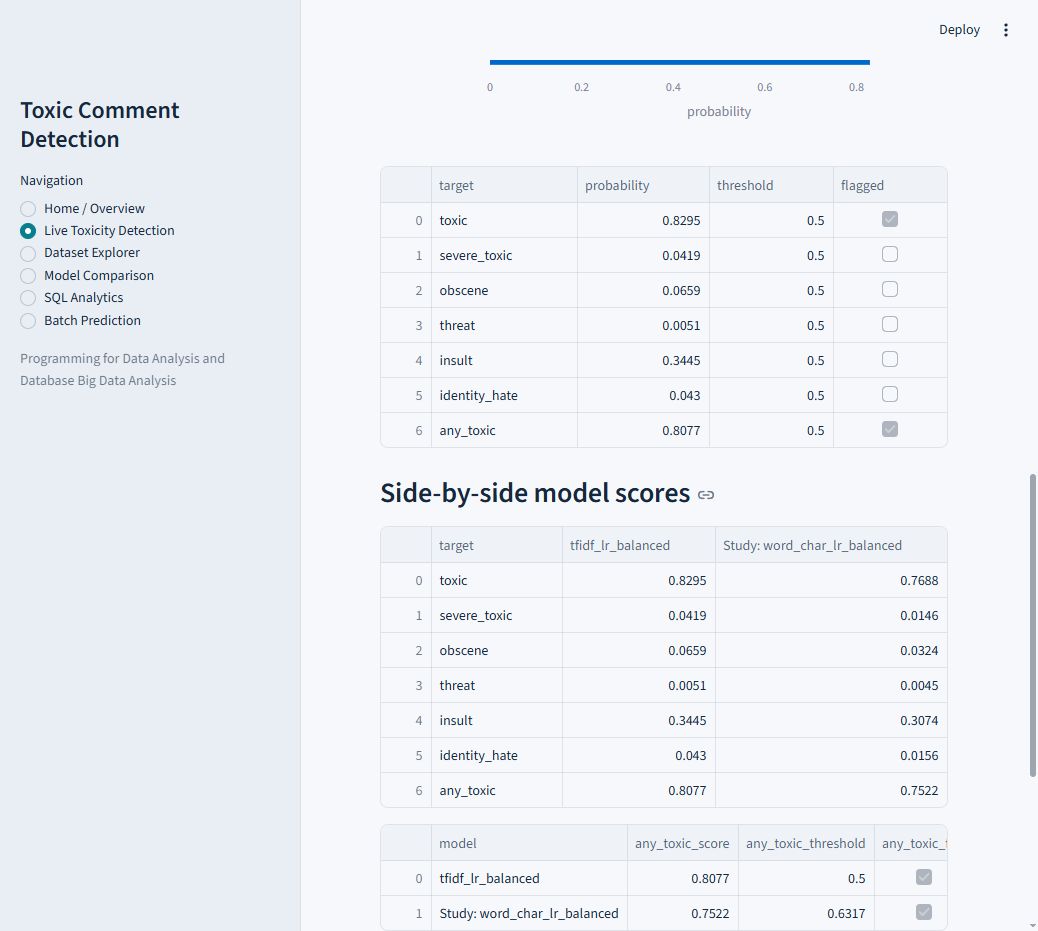 Deploy
Toxic Comment
Detection
Navigation
Home / Overview
Live Toxicity Detection
Dataset Explorer
Model Comparison
SQL Analytics
Batch Prediction
Programming for Data Analysis and
Database Big Data Analysis
0 0.2 0.4 0.6 0.8
probability
target probability threshold flagged
0 toxic 0.8295 0.5
1 severe_toxic 0.0419 0.5
2 obscene 0.0659 0.5
3 threat 0.0051 0.5
4 insult 0.3445 0.5
5 identity_hate 0.043 0.5
6 any_toxic 0.8077 0.5
Side-by-side model scores
target tfidf_lr_balanced Study: word_char_lr_balanced
0 toxic 0.8295 0.7688
1 severe_toxic 0.0419 0.0146
2 obscene 0.0659 0.0324
3 threat 0.0051 0.0045
4 insult 0.3445 0.3074
5 identity_hate 0.043 0.0156
6 any_toxic 0.8077 0.7522
model any_toxic_score any_toxic_threshold any_toxic_
0 tfidf_lr_balanced 0.8077 0.5
1 Study: word_char_lr_balanced 0.7522 0.6317